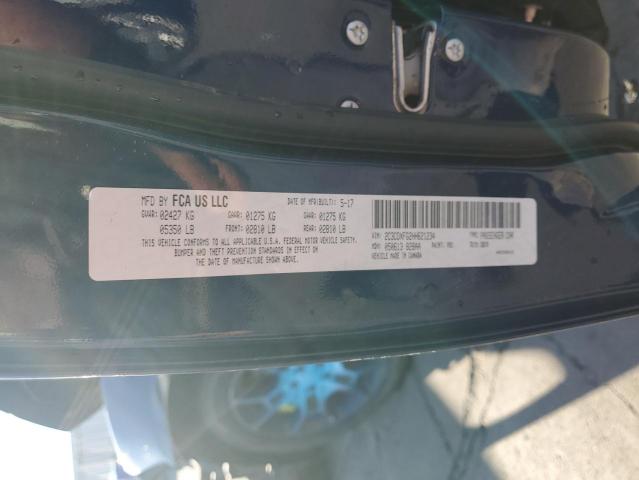 MFD BY FCA US LLC DATE OF MFR(BUILT): 5-17
GVWR: 02427 KG GAWR: 01275 KG GAWR: 01275 KG
05350 LB FRONT: 02810 LB REAR: 02810 LB
THIS VEHICLE CONFORMS TO ALL APPLICABLE U.S.A. FEDERAL MOTOR VEHICLE SAFETY,
BUMPER AND THEFT PREVENTION STANDARDS IN EFFECT ON
THE DATE OF MANUFACTURE SHOWN ABOVE.
VIN: TYPE: PASSENGER CAR
MDH: PAINT:
VEHICLE MADE IN CANADA